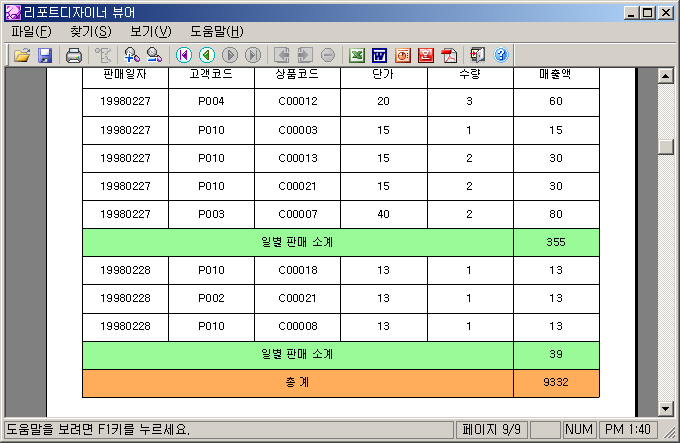 리포트디자이너 뷰어
파일(F) 찾기(S) 보기(V) 도움말(H)
판매일자 고객코드 상품코드 단가 수량 매출액
19980227 P004 C00012 20 3 60
19980227 P010 C00003 15 1 15
19980227 P010 C00013 15 2 30
19980227 P010 C00021 15 2 30
19980227 P003 C00007 40 2 80
일별 판매 소계 355
19980228 P010 C00018 13 1 13
19980228 P002 C00021 13 1 13
19980228 P010 C00008 13 1 13
일별 판매 소계 39
총 계 9332
도움말을 보려면 F1키를 누르세요. 페이지 9/9 NUM PM 1:40